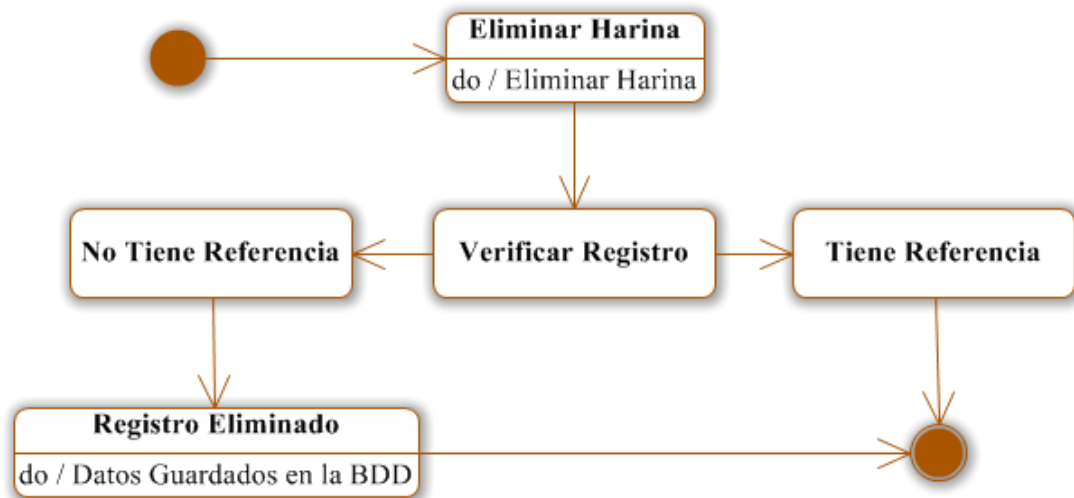 Eliminar Harina
do / Eliminar Harina
No Tiene Referencia
Verificar Registro
Tiene Referencia
Registro Eliminado
do / Datos Guardados en la BDD